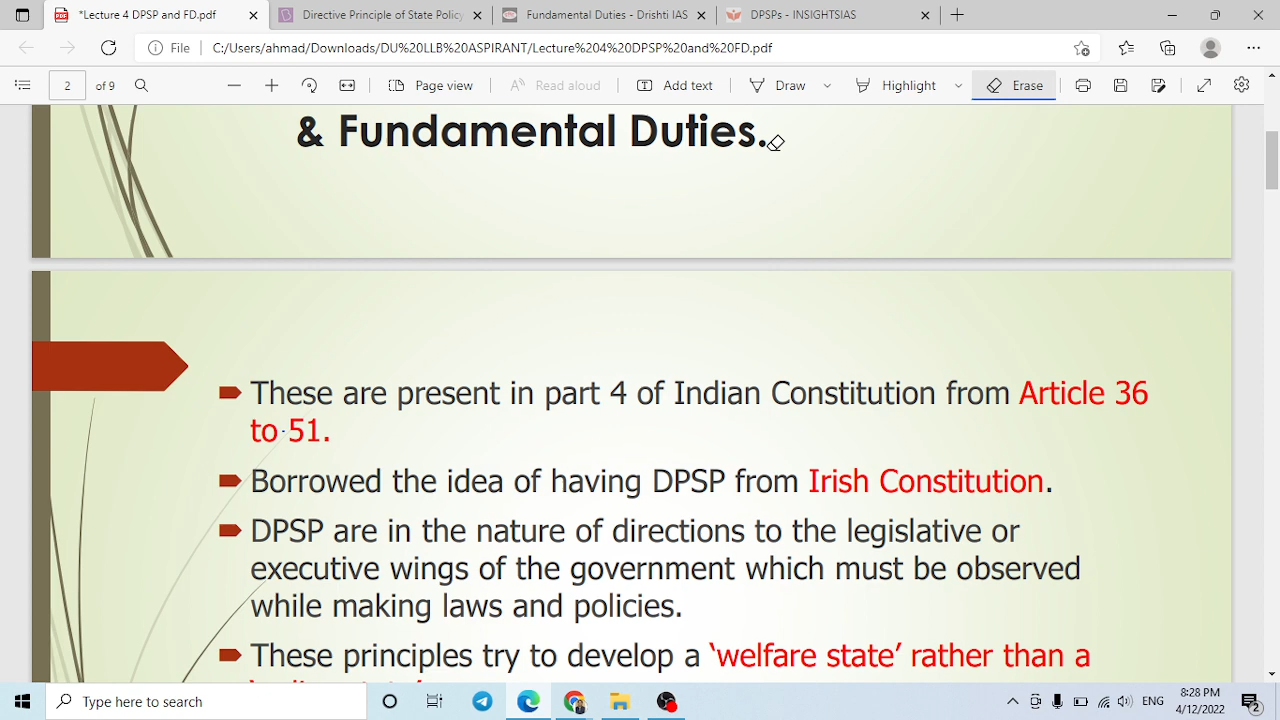 *Lecture 4 DPSP and FD.pdf
Directive Principle of State Policy
Fundamental Duties - Drishti IAS
DPSPs - INSIGHTSIAS
File
C:/Users/ahmad/Downloads/DU%20LLB%20ASPIRANT/Lecture%204%20DPSP%20and%20FD.pdf
2 of 9
Page view
Read aloud
Add text
Draw
Highlight
Erase
& Fundamental Duties.
These are present in part 4 of Indian Constitution from Article 36
to 51.
Borrowed the idea of having DPSP from Irish Constitution.
DPSP are in the nature of directions to the legislative or
executive wings of the government which must be observed
while making laws and policies.
These principles try to develop a ‘welfare state’ rather than a
Type here to search
ENG
8:28 PM
4/12/2022
2